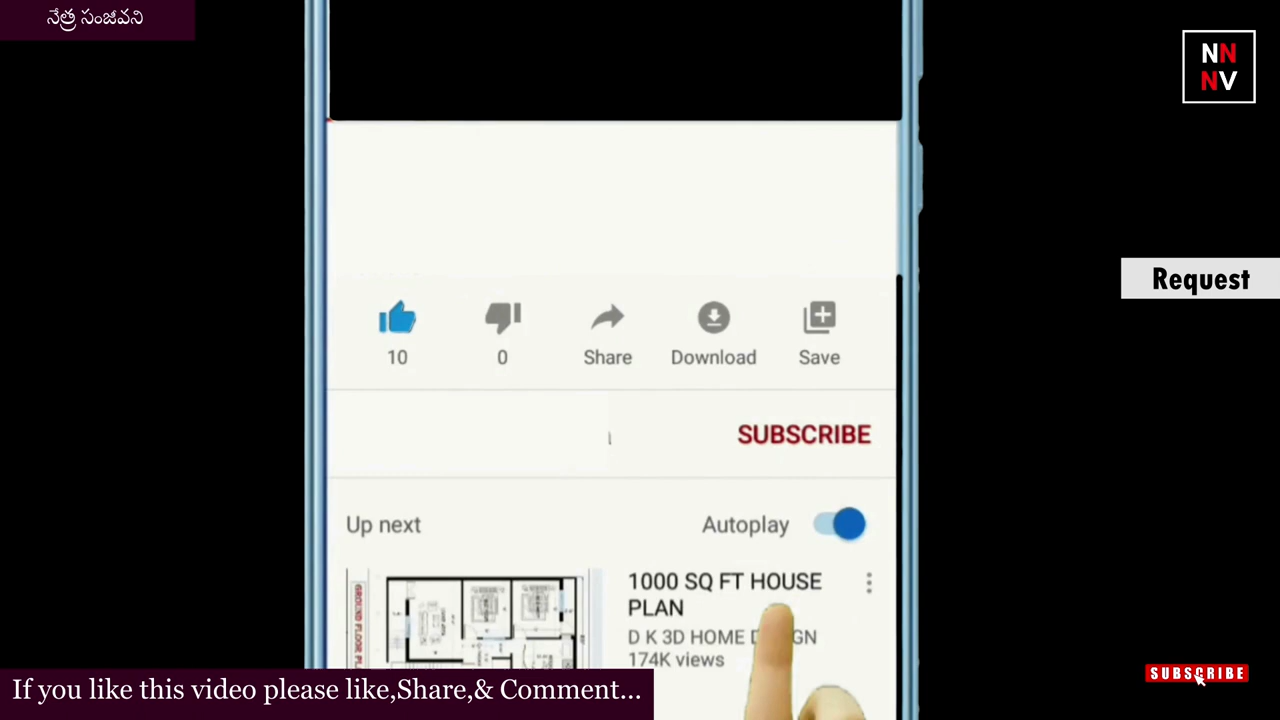 నేత్ర సంజీవని
NN
NV
Request
10
0
Share
Download
Save
SUBSCRIBE
Up next
Autoplay
1000 SQ FT HOUSE
PLAN
D K 3D HOME
174K views
SUBSCRIBE
If you like this video please like,Share,& Comment...